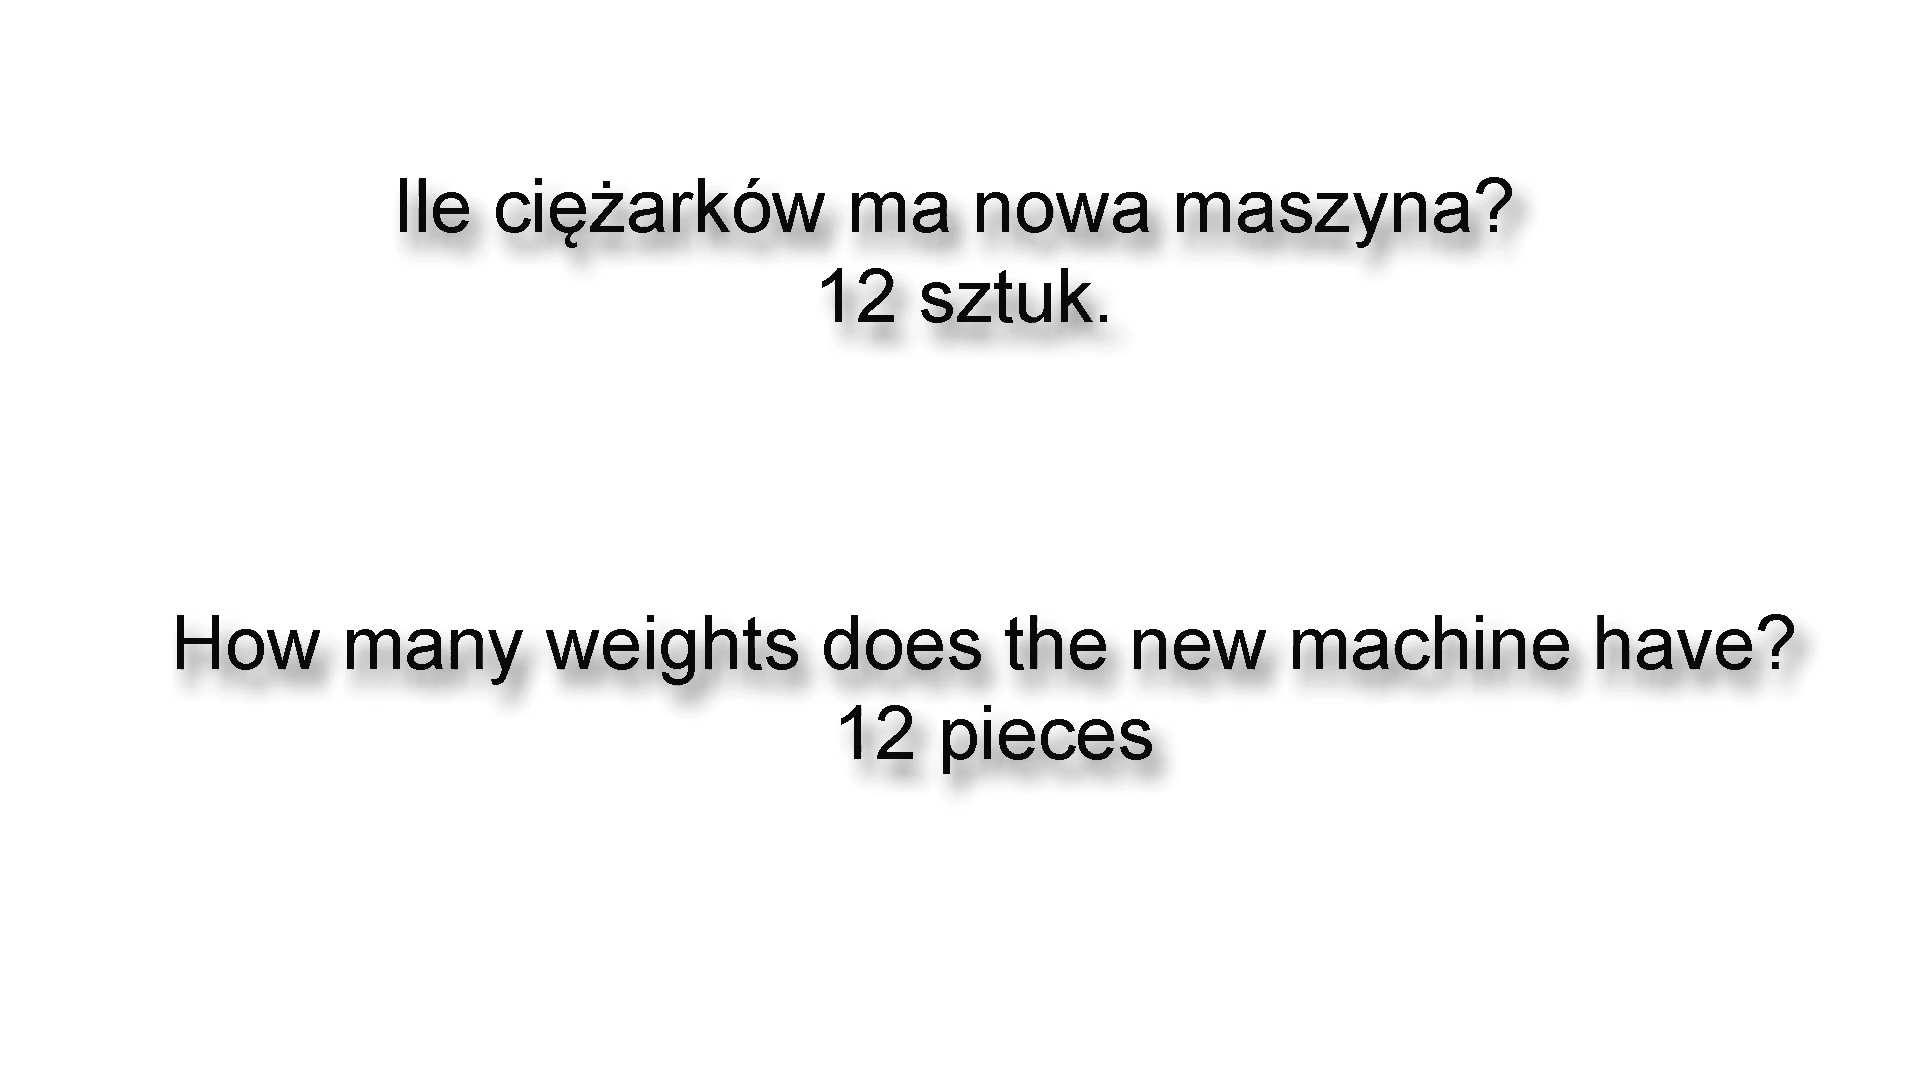 Ile ciężarków ma nowa maszyna?
12 sztuk.
How many weights does the new machine have?
12 pieces